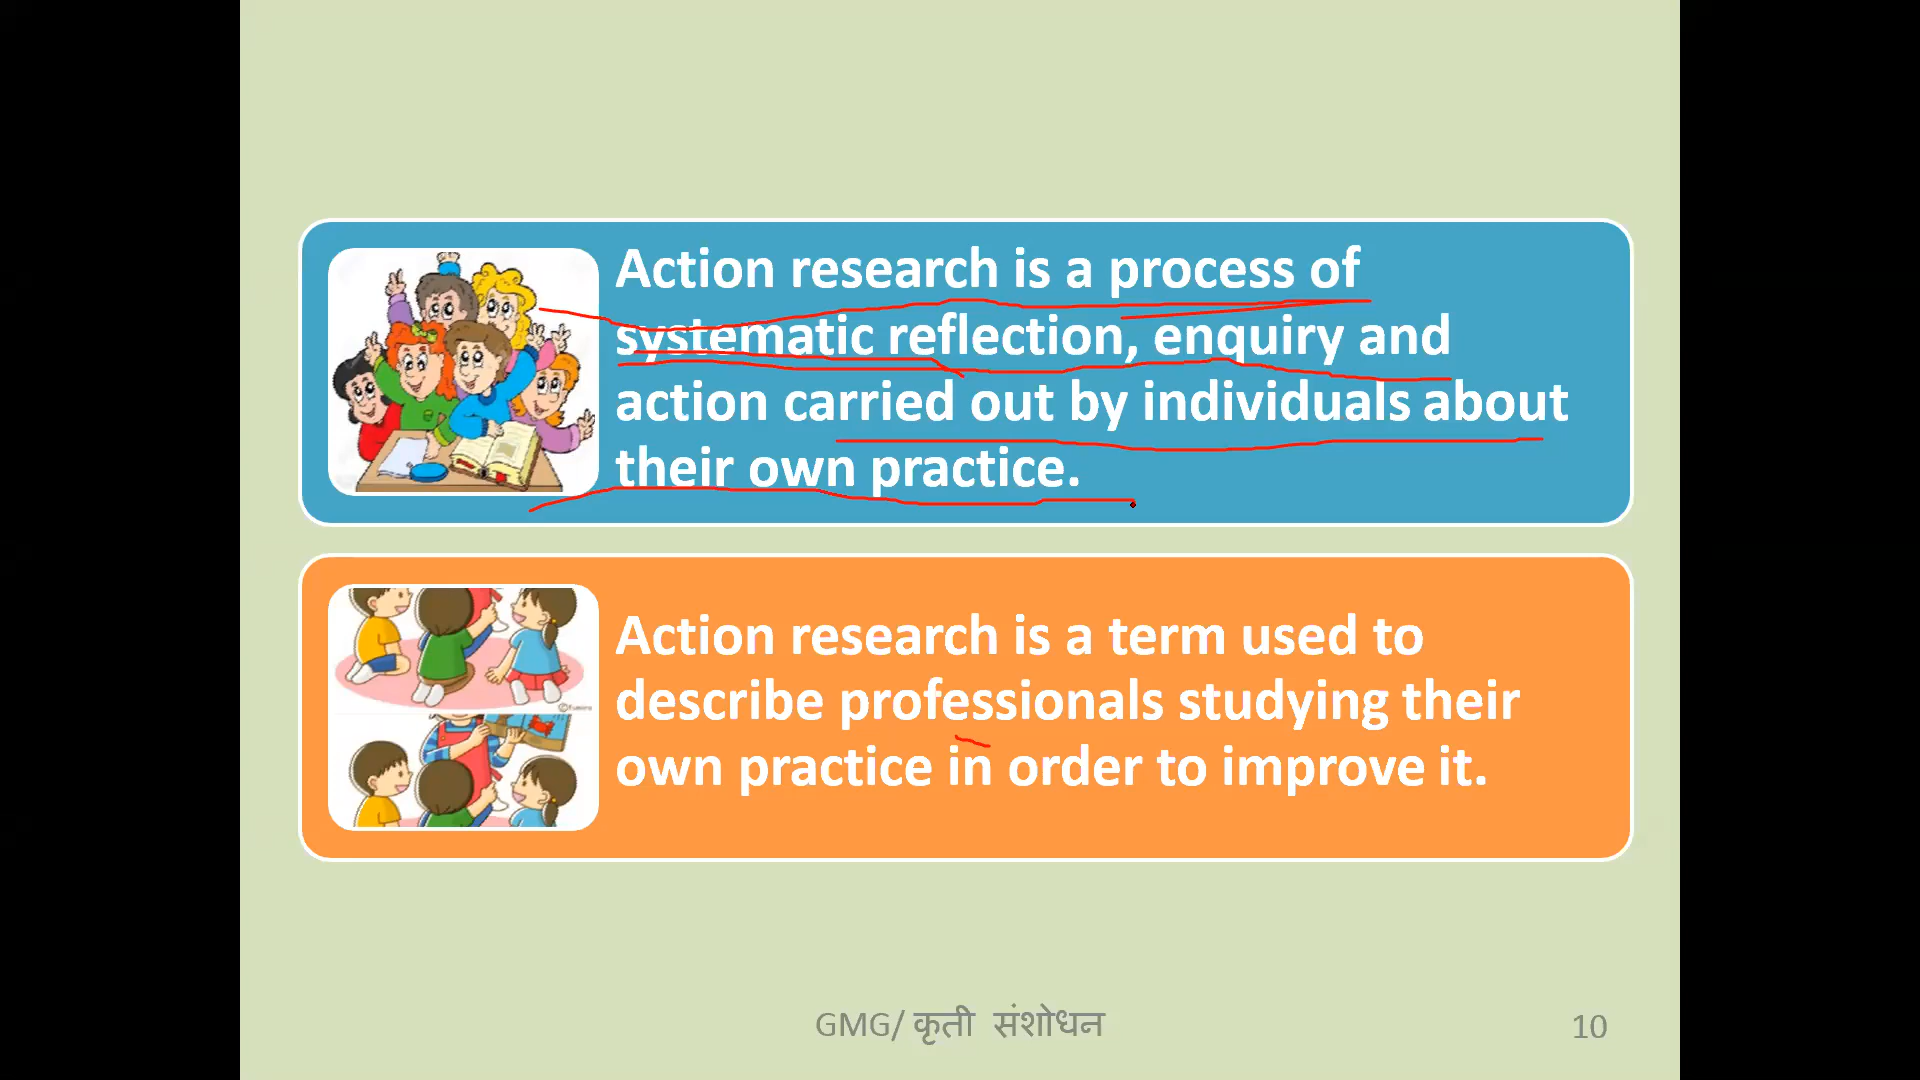 Action research is a process of
systematic reflection, enquiry and
action carried out by individuals about
their own practice.
Action research is a term used to
describe professionals studying their
own practice in order to improve it.
GMG/ कृती संशोधन
10